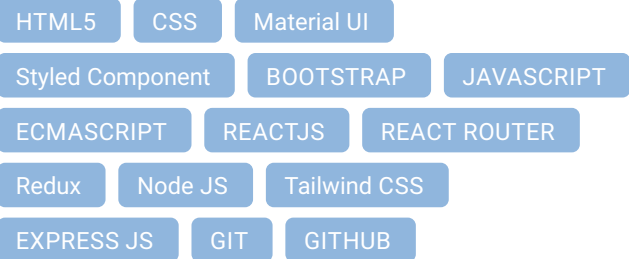 HTML5 CSS Material UI
Styled Component BOOTSTRAP JAVASCRIPT
ECMASCRIPT REACTJS REACT ROUTER
Redux Node JS Tailwind CSS
EXPRESS JS GIT GITHUB